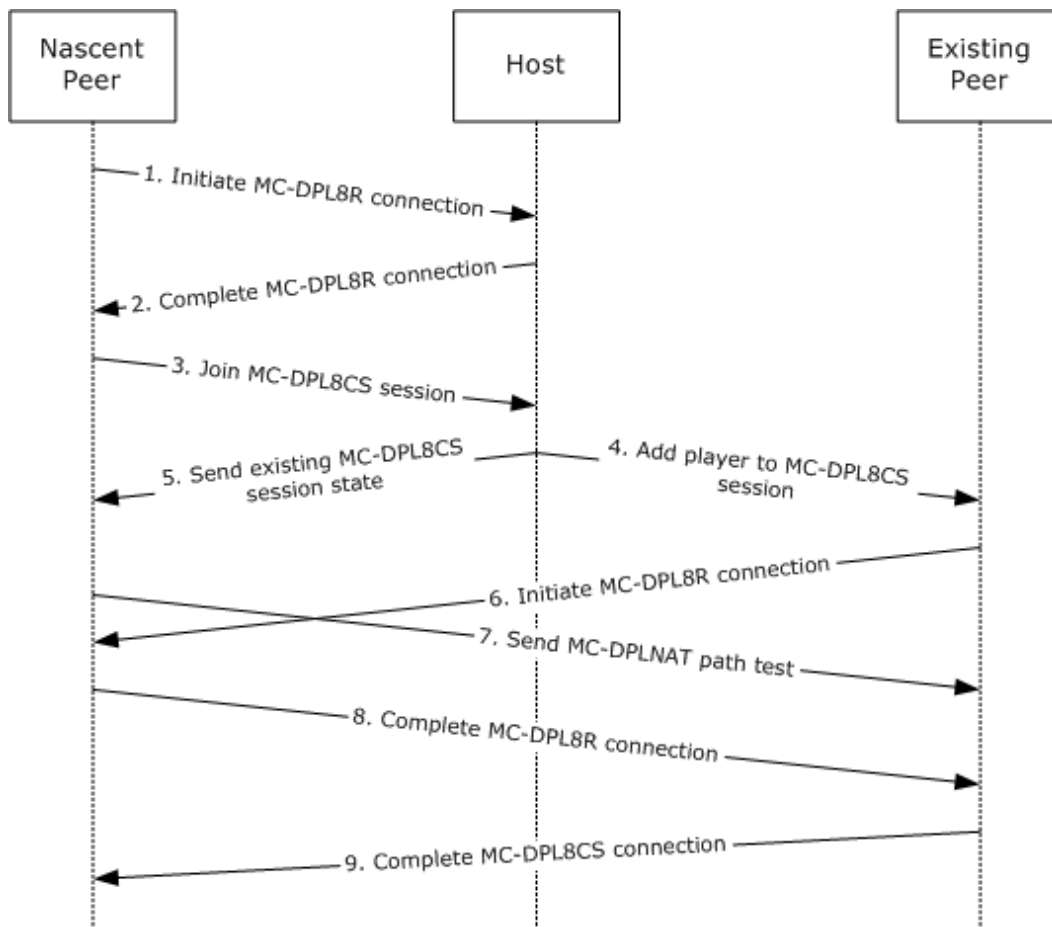 Nascent
Peer
Host
Existing
Peer
1. Initiate MC-DPL8R connection
2. Complete MC-DPL8R connection
3. Join MC-DPL8CS session
5. Send existing MC-DPL8CS
session state
4. Add player to MC-DPL8CS
session
6. Initiate MC-DPL8R connection
7. Send MC-DPLNAT path test
8. Complete MC-DPL8R connection
9. Complete MC-DPL8CS connection